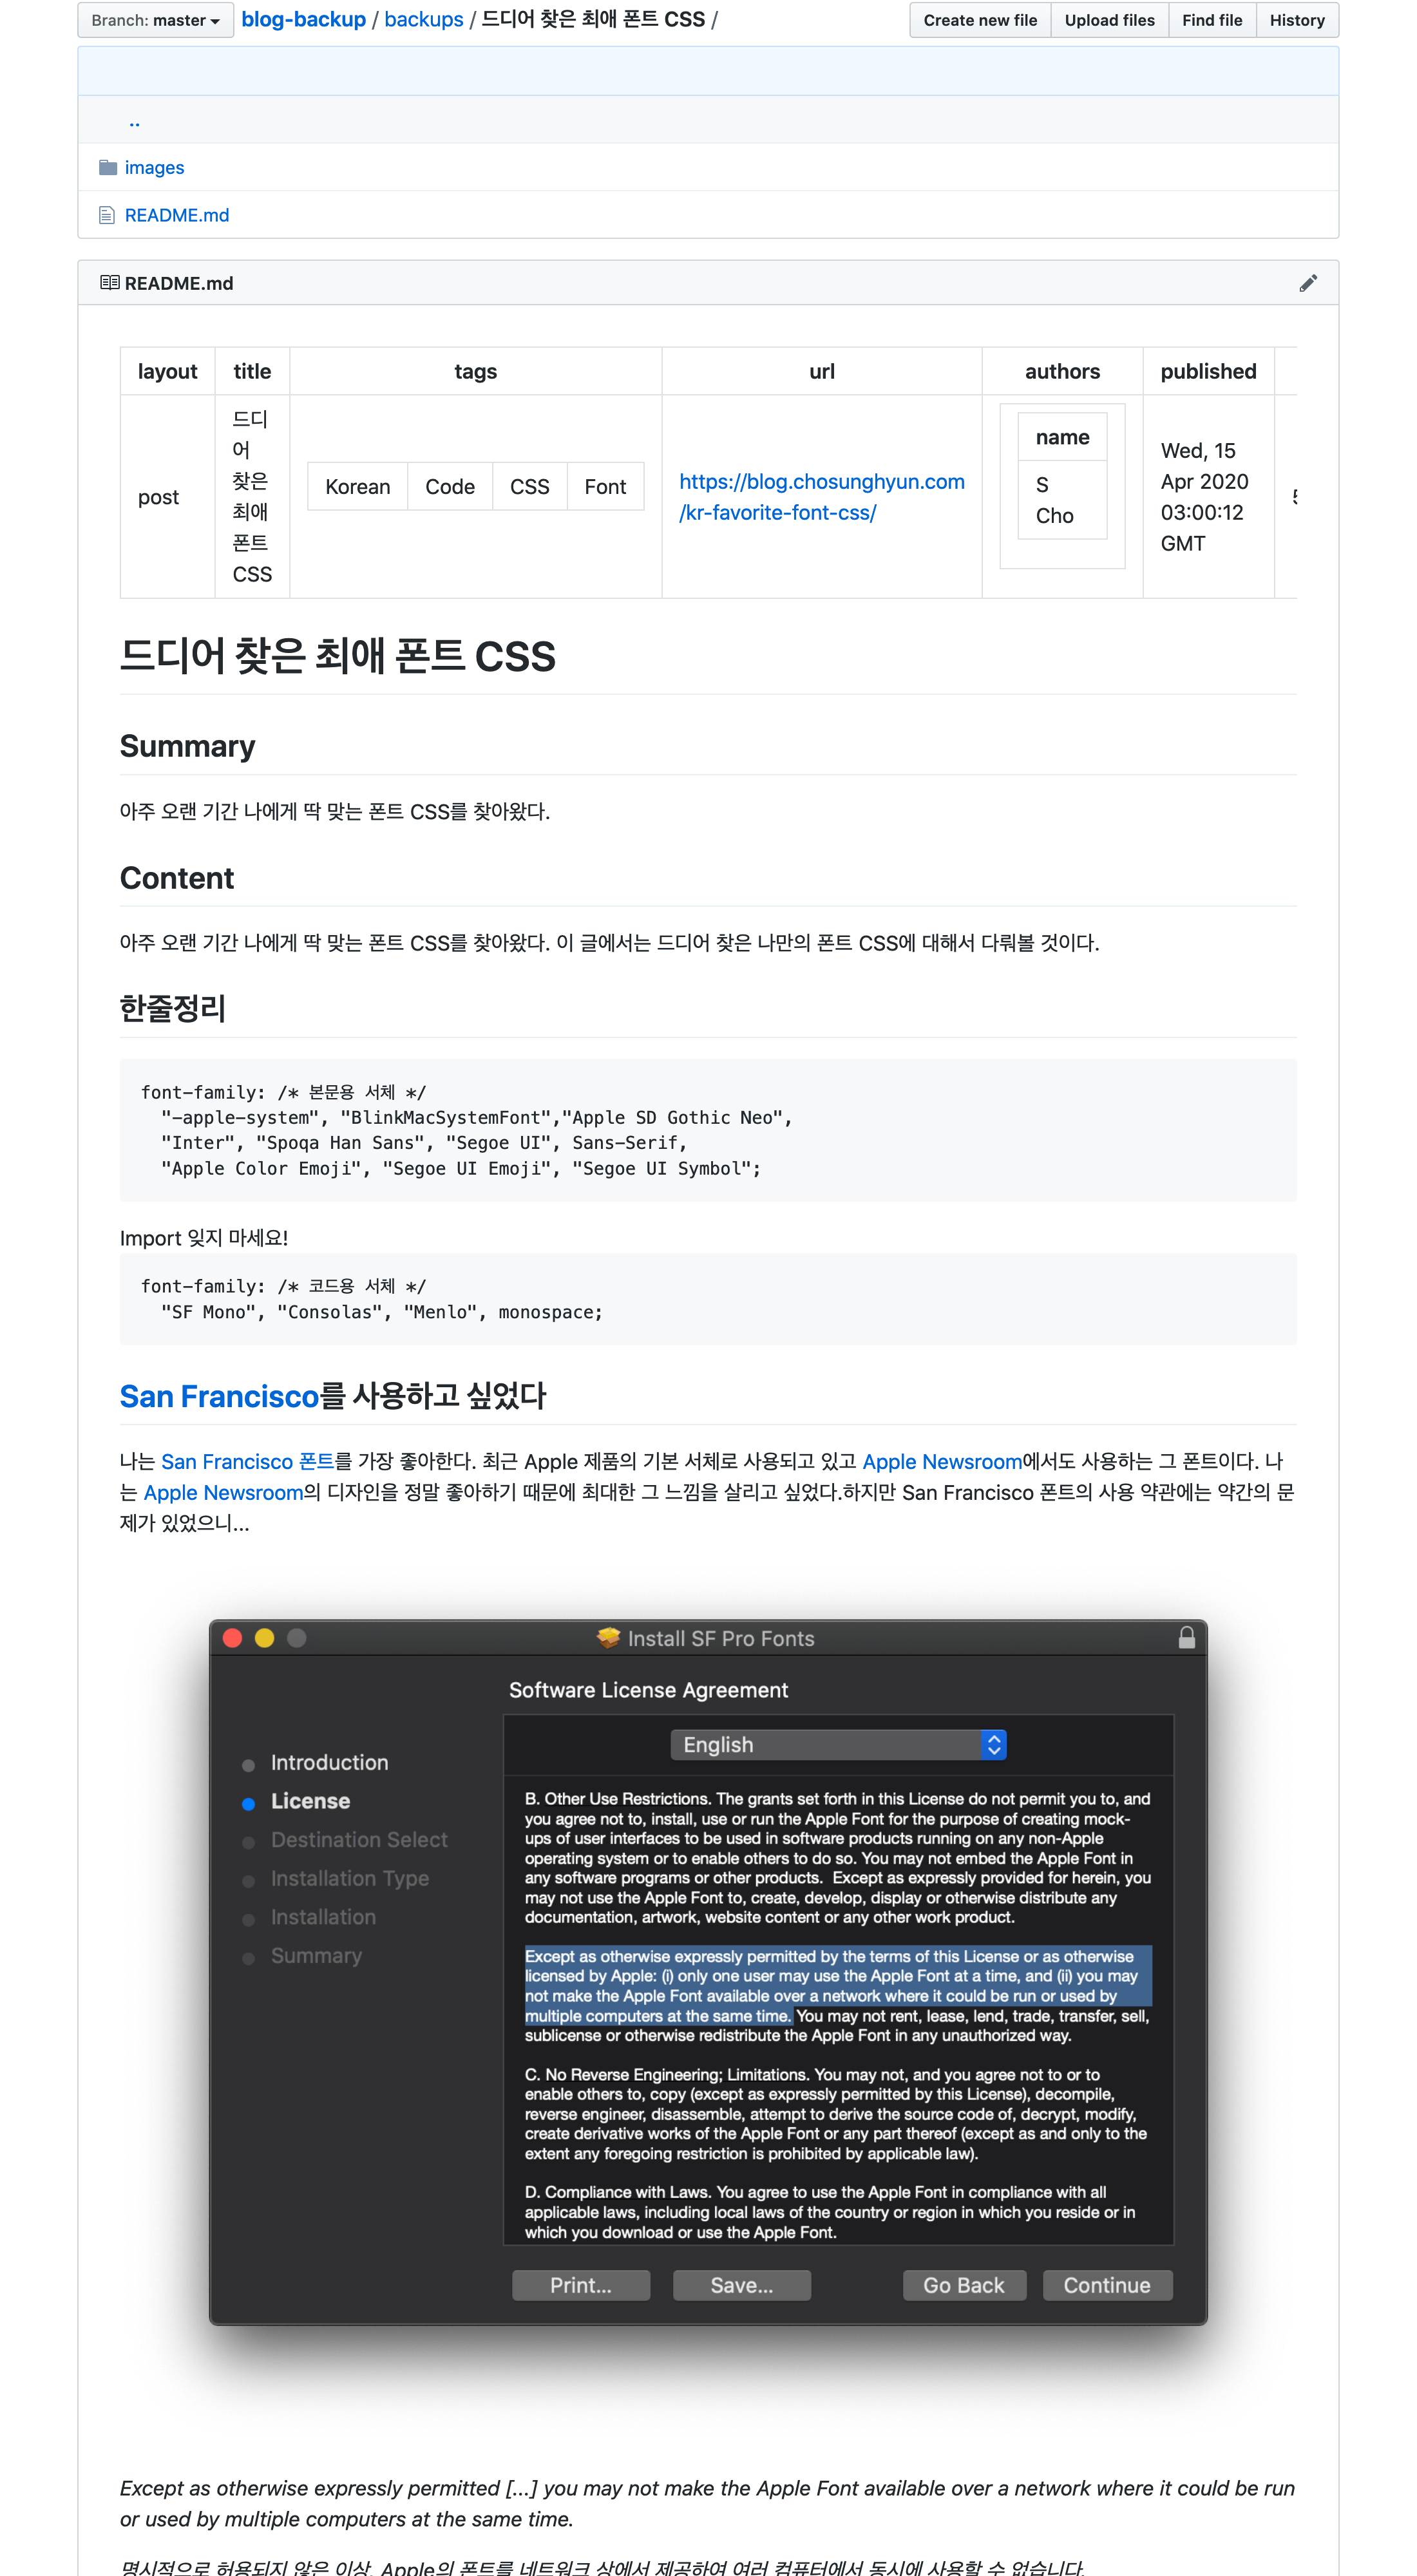 Branch: master
blog-backup / backups / 드디어 찾은 최애 폰트 CSS /
Create new file
Upload files
Find file
History
..
images
README.md
README.md
layout title tags url authors published
post
드디
어
찾은
최애
폰트
CSS
Korean Code CSS Font
https://blog.chosunghyun.com
/kr-favorite-font-css/
name
S
Cho
Wed, 15
Apr 2020
03:00:12
GMT
드디어 찾은 최애 폰트 CSS
Summary
아주 오랜 기간 나에게 딱 맞는 폰트 CSS를 찾아왔다.
Content
아주 오랜 기간 나에게 딱 맞는 폰트 CSS를 찾아왔다. 이 글에서는 드디어 찾은 나만의 폰트 CSS에 대해서 다뤄볼 것이다.
한줄정리
font-family: /* 본문용 서체 */
"-apple-system", "BlinkMacSystemFont","Apple SD Gothic Neo",
"Inter", "Spoqa Han Sans", "Segoe UI", Sans-Serif,
"Apple Color Emoji", "Segoe UI Emoji", "Segoe UI Symbol";
Import 잊지 마세요!
font-family: /* 코드용 서체 */
"SF Mono", "Consolas", "Menlo", monospace;
San Francisco를 사용하고 싶었다
나는 San Francisco 폰트를 가장 좋아한다. 최근 Apple 제품의 기본 서체로 사용되고 있고 Apple Newsroom에서도 사용하는 그 폰트이다. 나
는 Apple Newsroom의 디자인을 정말 좋아하기 때문에 최대한 그 느낌을 살리고 싶었다.하지만 San Francisco 폰트의 사용 약관에는 약간의 문
제가 있었으니...
Install SF Pro Fonts
Software License Agreement
English
Introduction
License
Destination Select
Installation Type
Installation
Summary
B. Other Use Restrictions. The grants set forth in this License do not permit you to, and
you agree not to, install, use or run the Apple Font for the purpose of creating mock-
ups of user interfaces to be used in software products running on any non-Apple
operating system or to enable others to do so. You may not embed the Apple Font in
any software programs or other products. Except as expressly provided for herein, you
may not use the Apple Font to, create, develop, display or otherwise distribute any
documentation, artwork, website content or any other work product.
Except as otherwise expressly permitted by the terms of this License or as otherwise
licensed by Apple: (i) only one user may use the Apple Font at a time, and (ii) you may
not make the Apple Font available over a network where it could be run or used by
multiple computers at the same time. You may not rent, lease, lend, trade, transfer, sell,
sublicense or otherwise redistribute the Apple Font in any unauthorized way.
C. No Reverse Engineering; Limitations. You may not, and you agree not to or to
enable others to, copy (except as expressly permitted by this License), decompile,
reverse engineer, disassemble, attempt to derive the source code of, decrypt, modify,
create derivative works of the Apple Font or any part thereof (except as and only to the
extent any foregoing restriction is prohibited by applicable law).
D. Compliance with Laws. You agree to use the Apple Font in compliance with all
applicable laws, including local laws of the country or region in which you reside or in
which you download or use the Apple Font.
Print...
Save...
Go Back
Continue
Except as otherwise expressly permitted [...] you may not make the Apple Font available over a network where it could be run
or used by multiple computers at the same time.
명시적으로 허용되지 않은 이상, Apple의 폰트를 네트워크 상에서 제공하여 여러 컴퓨터에서 동시에 사용할 수 없습니다.